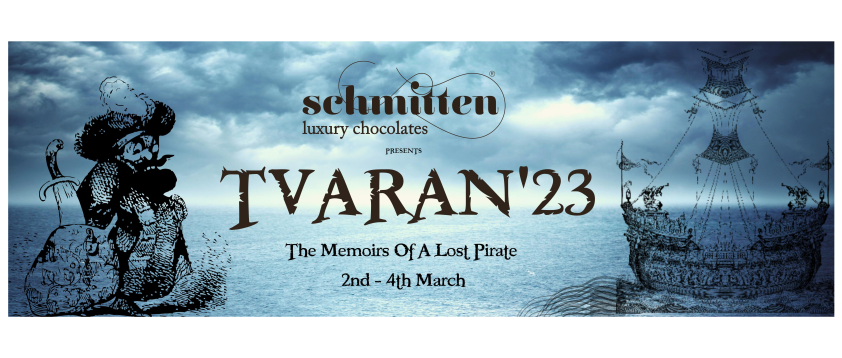 schmitten®
luxury chocolates
PRESENTS
TVARAN'23
The Memoirs Of A Lost Pirate
2nd - 4th March